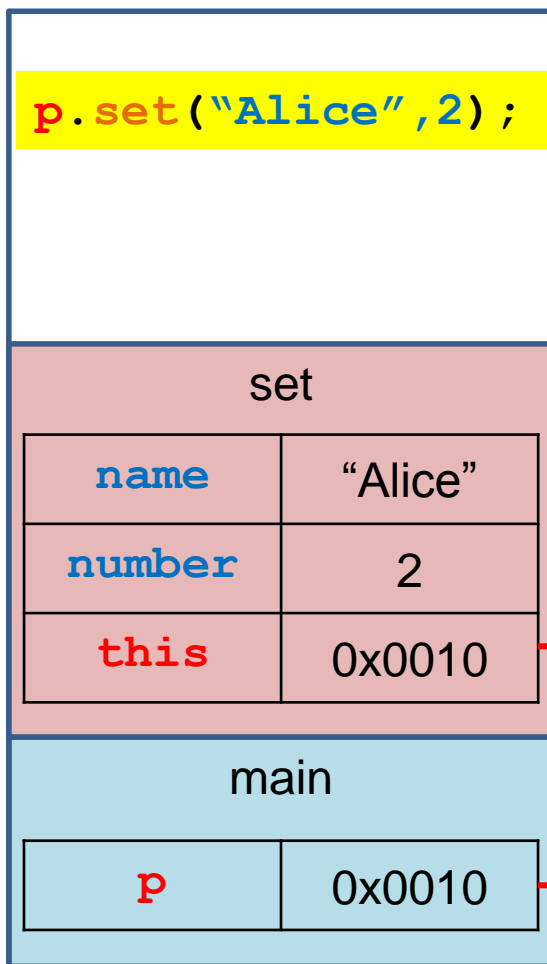 p.set(“Alice”,2);
set
name “Alice”
number 2
this 0x0010
main
p 0x0010